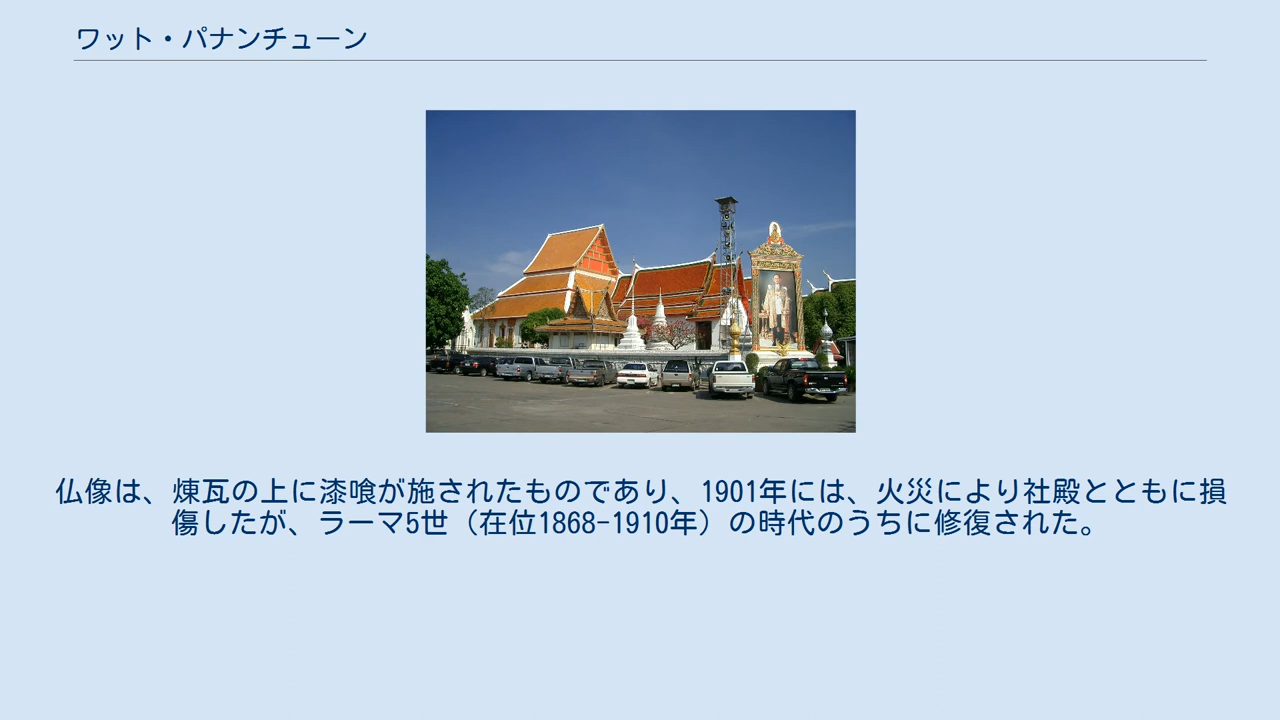 ワット・パナンチューン
仏像は、煉瓦の上に漆喰が施されたものであり、1901年には、火災により社殿とともに損
傷したが、ラーマ5世（在位1868-1910年）の時代のうちに修復された。